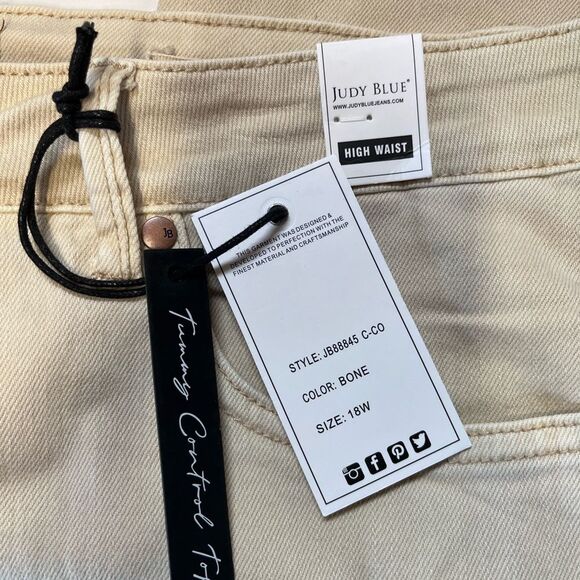 JUDY BLUE®
WWW.JUDYBLUEJEANS.COM
HIGH WAIST
JB
THIS GARMENT WAS DESIGNED &
DEVELOPED TO PERFECTION WITH THE
FINEST MATERIAL AND CRAFTSMANSHIP
STYLE: JB88845 C-CO
COLOR: BONE
SIZE: 18W
Tummy Control Top